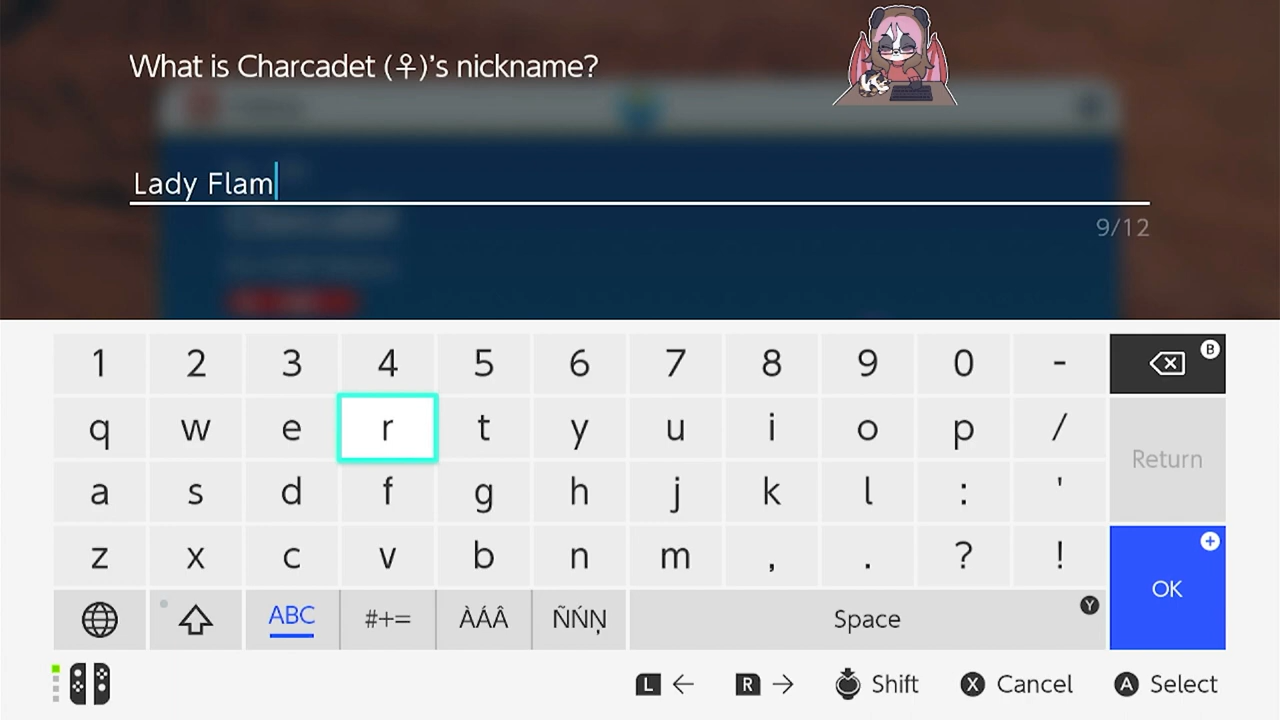 What is Charcadet (♀)'s nickname?
Lady Flam
9/12
1 2 3 4 5 6 7 8 9 0 - B
q w e r t y u i o p / Return
a s d f g h j k l : '
z x c v b n m , . ? ! +
OK
ABC #+= ÀÁÂ ÑŃŅ Space Y
L ← R → Shift X Cancel A Select